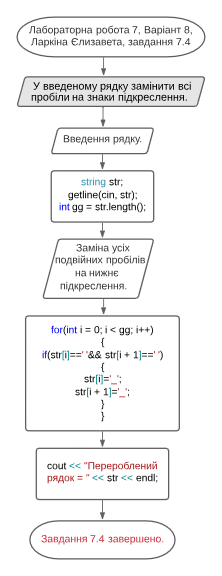 Лабораторна робота 7, Варіант 8,
Ларкіна Єлизавета, завдання 7.4
У введеному рядку замінити всі
пробіли на знаки підкреслення.
Введення рядку.
string str;
getline(cin, str);
int gg = str.length();
Заміна усіх
подвійних пробілів
на нижнє
підкреслення.
for(int i = 0; i < gg; i++)
{
if(str[i]==' '&& str[i + 1]==' ')
{
str[i]='_';
str[i + 1]='_';
}
}
cout << "Перероблений
рядок = " << str << endl;
Завдання 7.4 завершено.